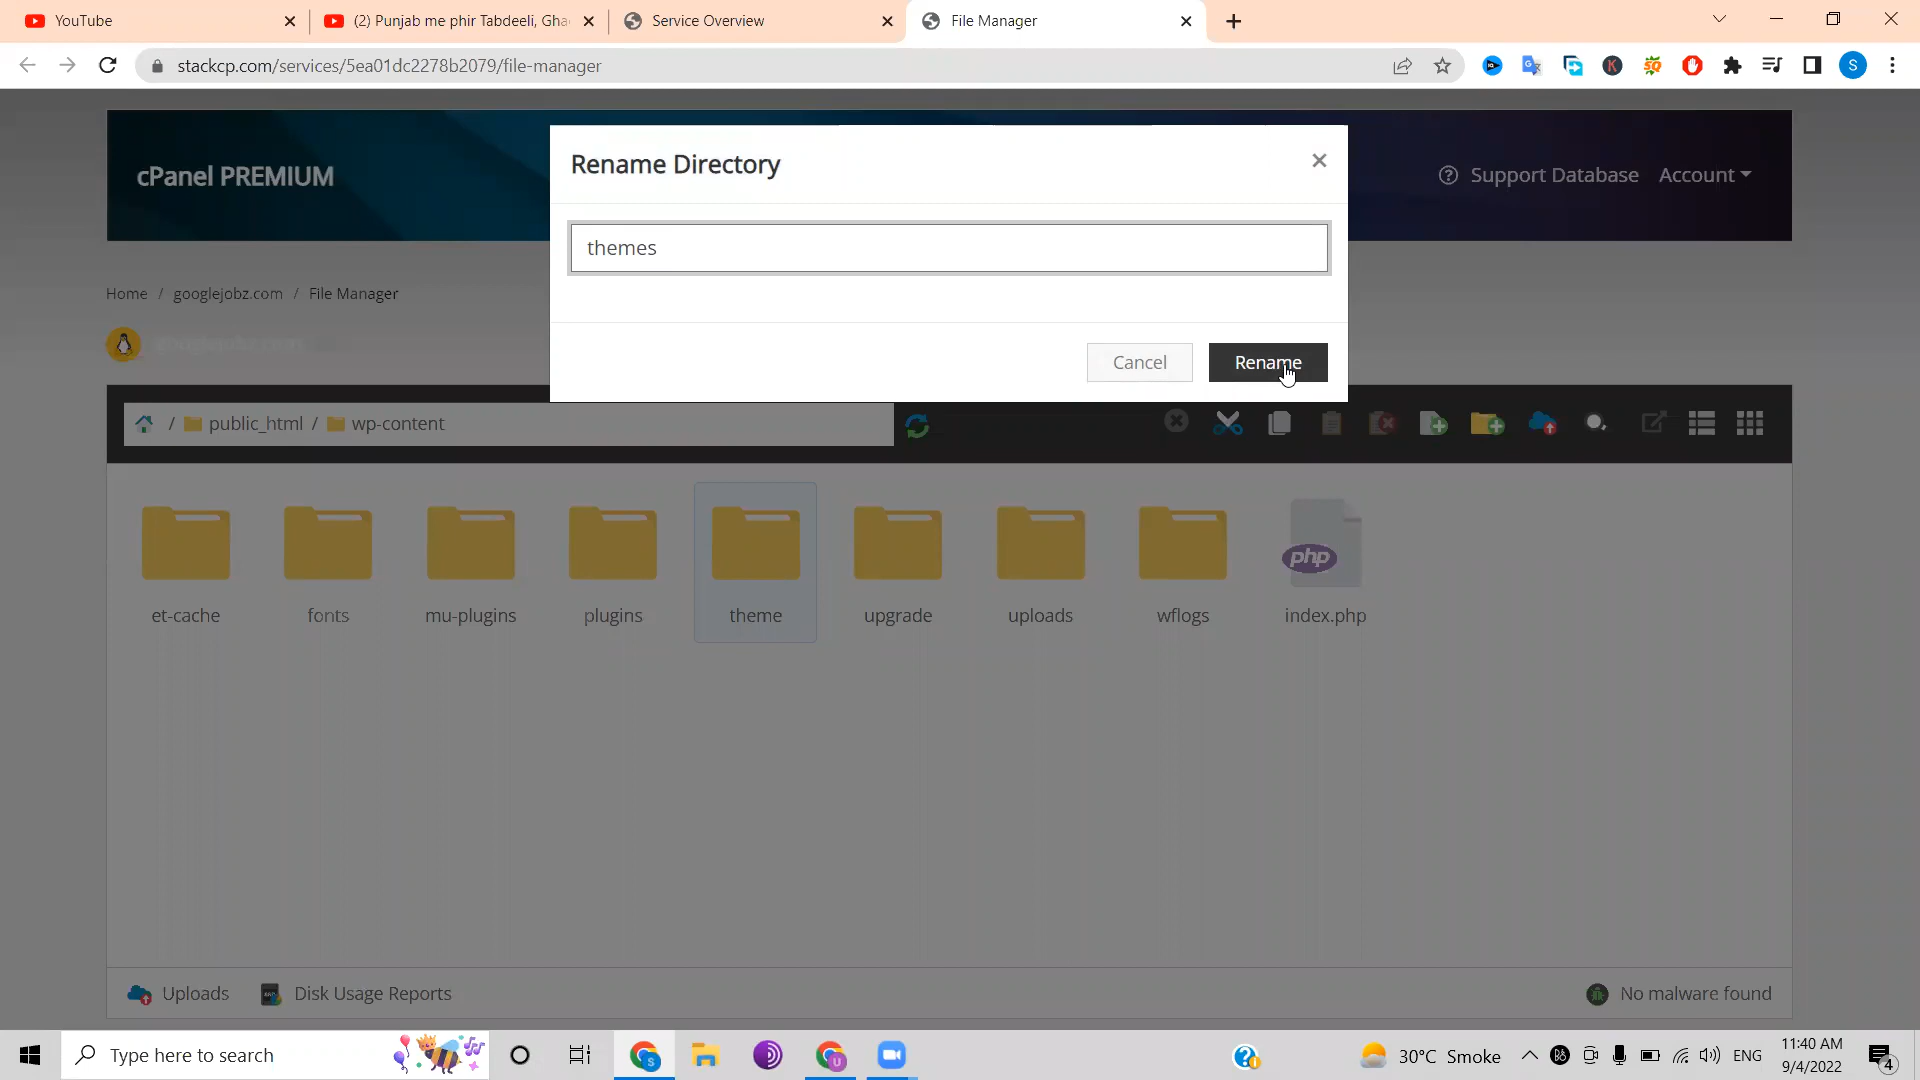 YouTube
(2) Punjab me phir Tabdeeli, Gha
Service Overview
File Manager
stackcp.com/services/5ea01dc2278b2079/file-manager
S
cPanel PREMIUM
Support Database
Account
Rename Directory
themes
Cancel
Rename
Home / googlejobz.com / File Manager
googlejobz.com
/ public_html / wp-content
et-cache
fonts
mu-plugins
plugins
theme
upgrade
uploads
wflogs
php
index.php
Uploads
Disk Usage Reports
No malware found
Type here to search
30°C Smoke
ENG
11:40 AM
9/4/2022
4